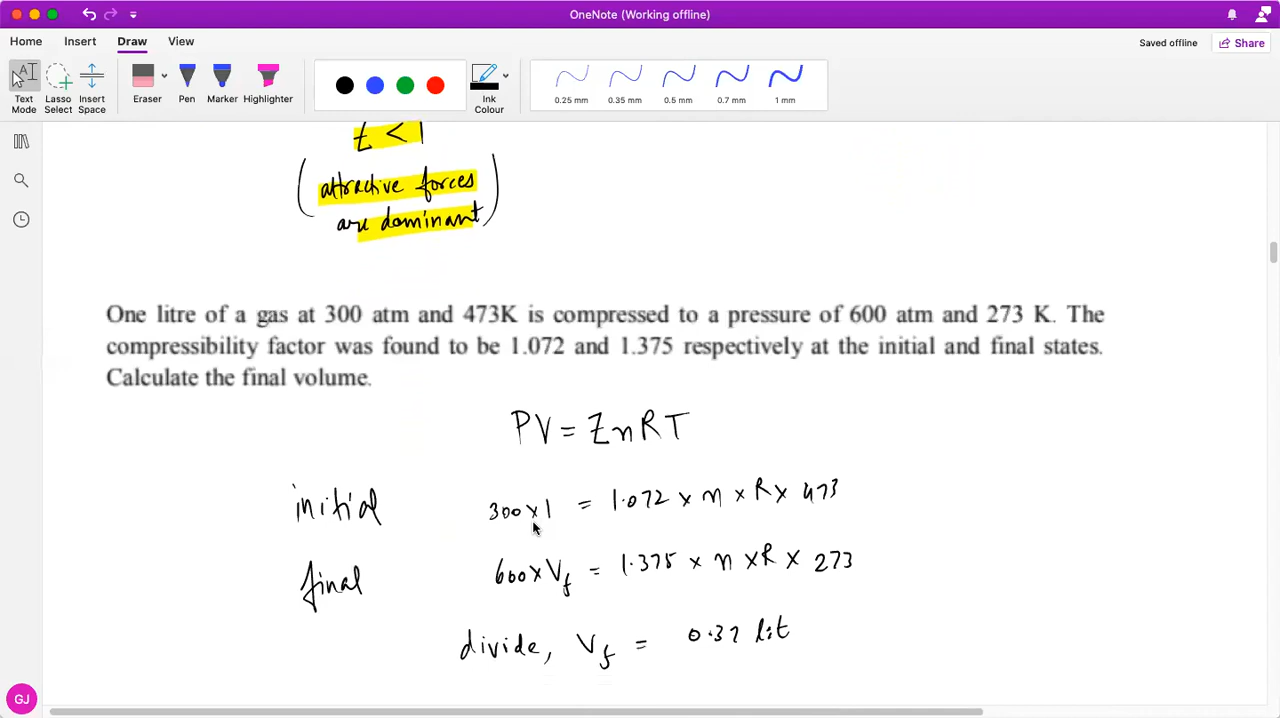 OneNote (Working offline)
Home Insert Draw View
Saved offline Share
Text Mode
Lasso Select
Insert Space
Eraser
Pen
Marker
Highlighter
Ink Colour
0.25 mm 0.35 mm 0.5 mm 0.7 mm 1 mm
Z < 1
(attractive forces
are dominant)
One litre of a gas at 300 atm and 473K is compressed to a pressure of 600 atm and 273 K. The
compressibility factor was found to be 1.072 and 1.375 respectively at the initial and final states.
Calculate the final volume.
PV = ZnRT
initial 300 × 1 = 1.072 × n × R × 473
final 600 × Vf = 1.375 × n × R × 273
divide, Vf = 0.37 lit
GJ